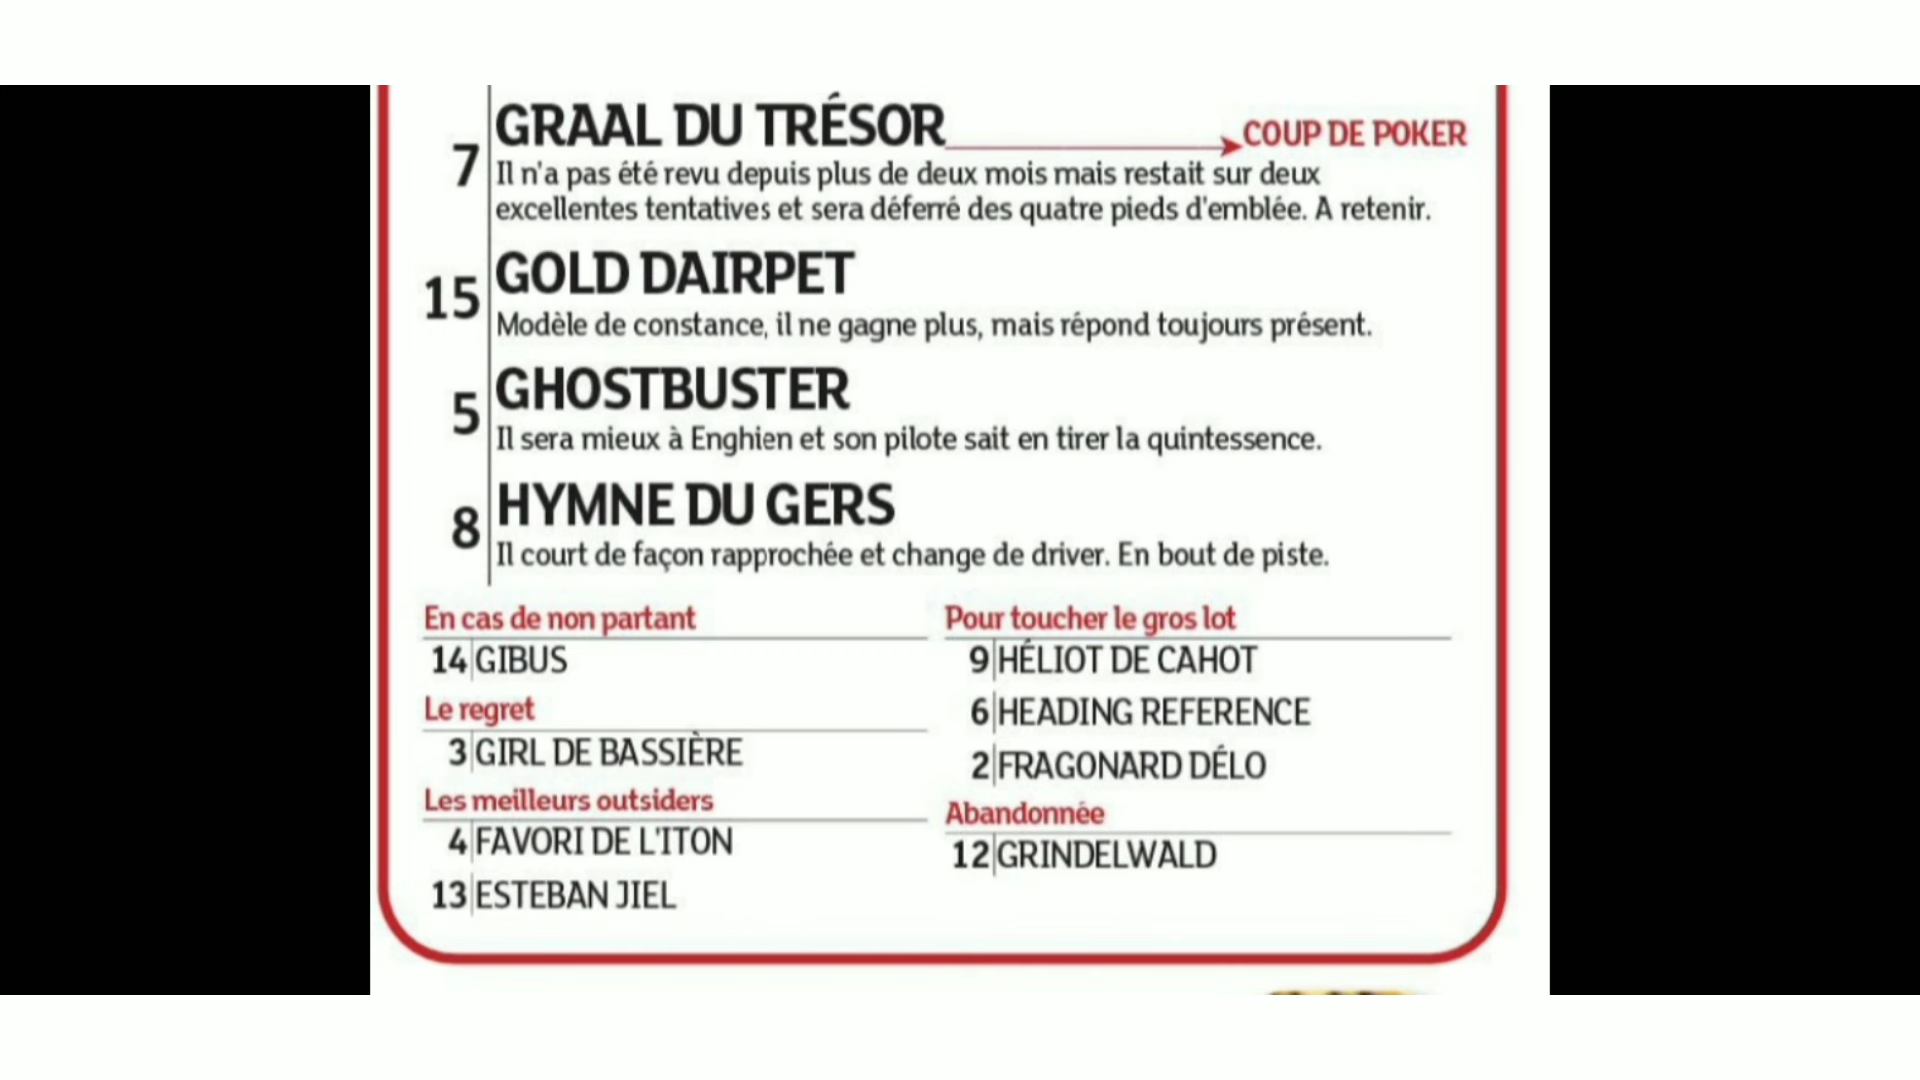 7
GRAAL DU TRÉSOR
COUP DE POKER
Il n'a pas été revu depuis plus de deux mois mais restait sur deux
excellentes tentatives et sera déferré des quatre pieds d'emblée. A retenir.
15
GOLD DAIRPET
Modèle de constance, il ne gagne plus, mais répond toujours présent.
5
GHOSTBUSTER
Il sera mieux à Enghien et son pilote sait en tirer la quintessence.
8
HYMNE DU GERS
Il court de façon rapprochée et change de driver. En bout de piste.
En cas de non partant
14 GIBUS
Le regret
3 GIRL DE BASSIÈRE
Les meilleurs outsiders
4 FAVORI DE L'ITON
13 ESTEBAN JIEL
Pour toucher le gros lot
9 HÉLIOT DE CAHOT
6 HEADING REFERENCE
2 FRAGONARD DÉLO
Abandonnée
12 GRINDELWALD